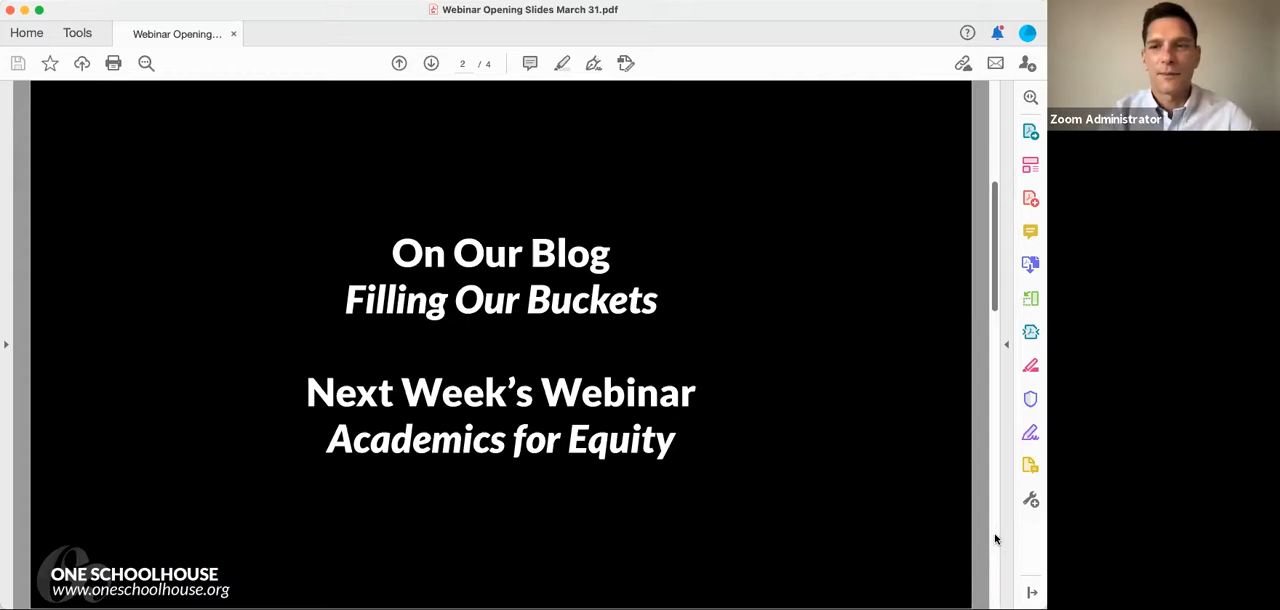 Webinar Opening Slides March 31.pdf
Home
Tools
Webinar Opening...
2 / 4
Zoom Administrator
On Our Blog
Filling Our Buckets
Next Week’s Webinar
Academics for Equity
ONE SCHOOLHOUSE
www.oneschoolhouse.org